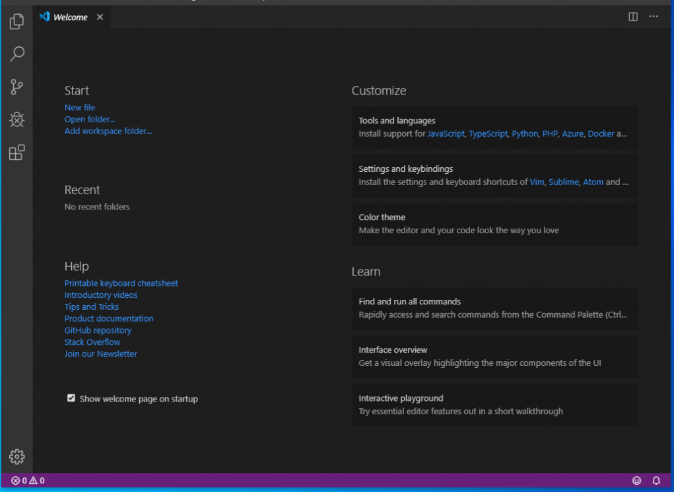 Welcome
Start
New file
Open folder...
Add workspace folder...
Recent
No recent folders
Help
Printable keyboard cheatsheet
Introductory videos
Tips and Tricks
Product documentation
GitHub repository
Stack Overflow
Join our Newsletter
Show welcome page on startup
Customize
Tools and languages
Install support for JavaScript, TypeScript, Python, PHP, Azure, Docker a...
Settings and keybindings
Install the settings and keyboard shortcuts of Vim, Sublime, Atom and ...
Color theme
Make the editor and your code look the way you love
Learn
Find and run all commands
Rapidly access and search commands from the Command Palette (Ctrl...
Interface overview
Get a visual overlay highlighting the major components of the UI
Interactive playground
Try essential editor features out in a short walkthrough
0 0